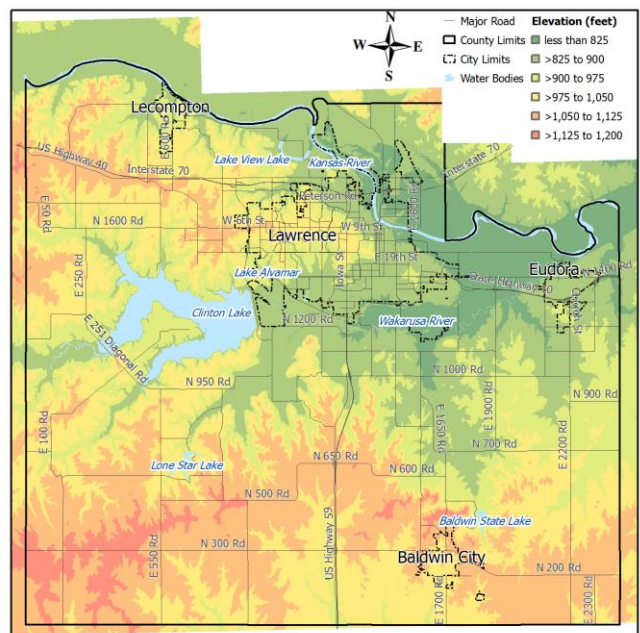 N
W E
S
Major Road
County Limits
City Limits
Water Bodies
Elevation (feet)
less than 825
>825 to 900
>900 to 975
>975 to 1,050
>1,050 to 1,125
>1,125 to 1,200
Lecompton
E 600 Rd
US Highway 40
Interstate 70
Lake View Lake
Kansas River
Interstate 70
Peterson Rd
E 50 Rd
N 1600 Rd
W 6th St
W 9th St
Lawrence
E 19th St
Iowa St
E 250 Rd
Lake Alvamar
State Highway 10
Eudora
Clinton Lake
N 1200 Rd
Wakarusa River
E 251 Diagonal Rd
N 1000 Rd
N 950 Rd
N 900 Rd
E 100 Rd
E 1650 Rd
E 1900 Rd
N 700 Rd
E 2200 Rd
Lone Star Lake
N 650 Rd
N 600 Rd
N 500 Rd
Baldwin State Lake
N 300 Rd
E 550 Rd
US Highway 59
Baldwin City
N 200 Rd
E 1700 Rd
E 2300 Rd